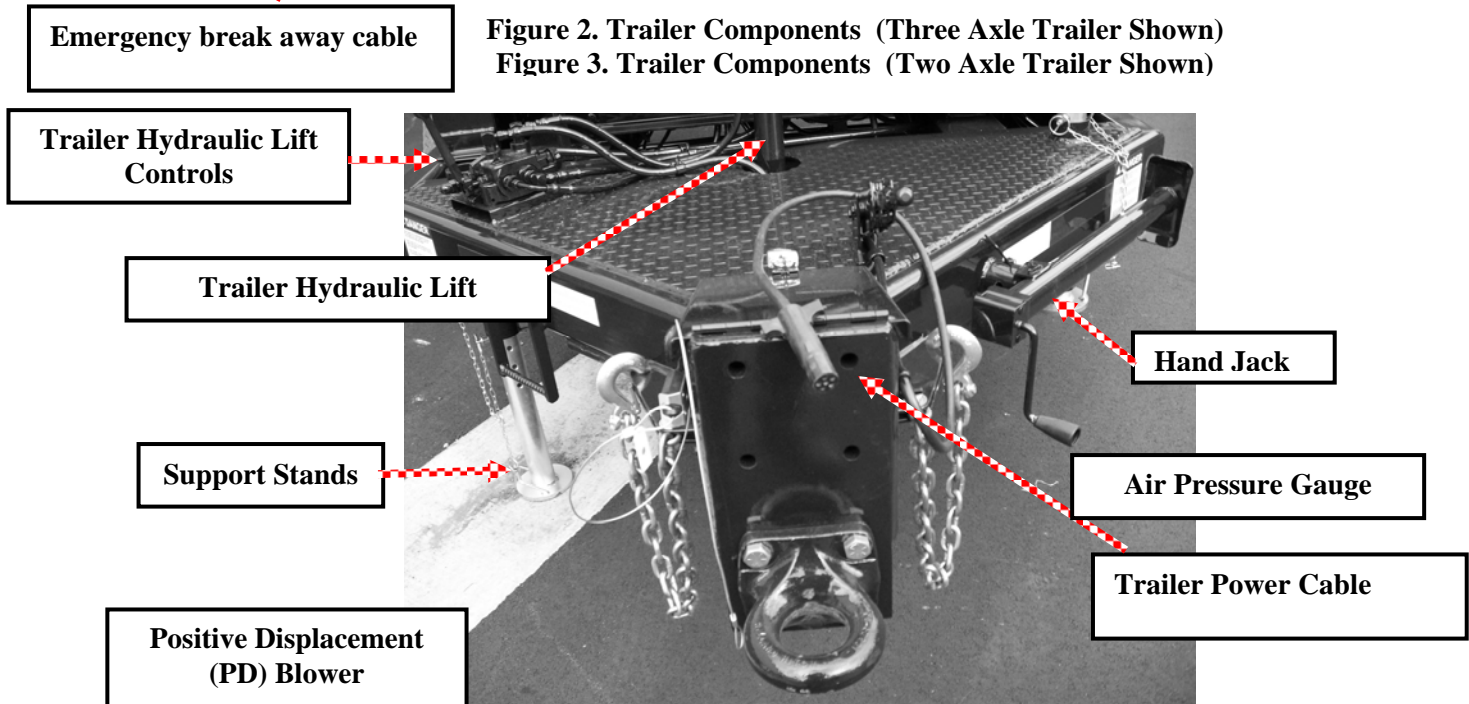 Emergency break away cable
Figure 2. Trailer Components (Three Axle Trailer Shown)
Figure 3. Trailer Components (Two Axle Trailer Shown)
Trailer Hydraulic Lift
Controls
Trailer Hydraulic Lift
Hand Jack
Support Stands
Air Pressure Gauge
Trailer Power Cable
Positive Displacement
(PD) Blower
DANGER